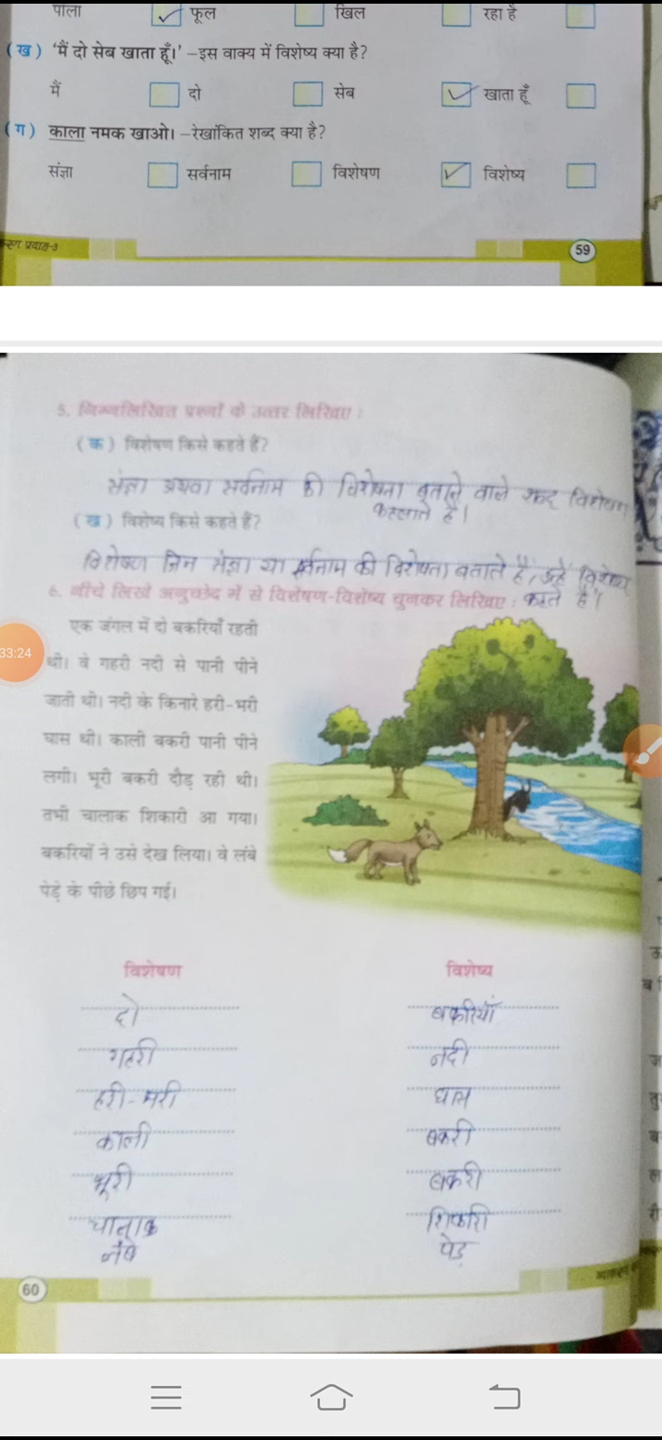 पीला फूल खिल रहा है
( ख ) 'मैं दो सेब खाता हूँ।' –इस वाक्य में विशेष्य क्या है?
मैं दो सेब खाता हूँ
( ग ) काला नमक खाओ। –रेखांकित शब्द क्या है?
संज्ञा सर्वनाम विशेषण विशेष्य
59
5. निम्नलिखित प्रश्नों के उत्तर लिखिए :
( क ) विशेषण किसे कहते हैं?
संज्ञा अथवा सर्वनाम की विशेषता बताने वाले शब्द विशेषण
कहलाते हैं।
( ख ) विशेष्य किसे कहते हैं?
विशेषण जिन संज्ञा या सर्वनाम की विशेषता बताते हैं, उन्हें विशेष्य
कहते हैं।
6. नीचे लिखे अनुच्छेद में से विशेषण-विशेष्य चुनकर लिखिए :
एक जंगल में दो बकरियाँ रहती
33:24
थी। वे गहरी नदी से पानी पीने
जाती थी। नदी के किनारे हरी-भरी
घास थी। काली बकरी पानी पीने
लगी। भूरी बकरी दौड़ रही थी।
तभी चालाक शिकारी आ गया।
बकरियों ने उसे देख लिया। वे लंबे
पेड़े के पीछे छिप गई।
विशेषण विशेष्य
दो बकरियाँ
गहरी नदी
हरी-भरी घास
काली बकरी
भूरी बकरी
चालाक शिकारी
लंबे पेड़
60